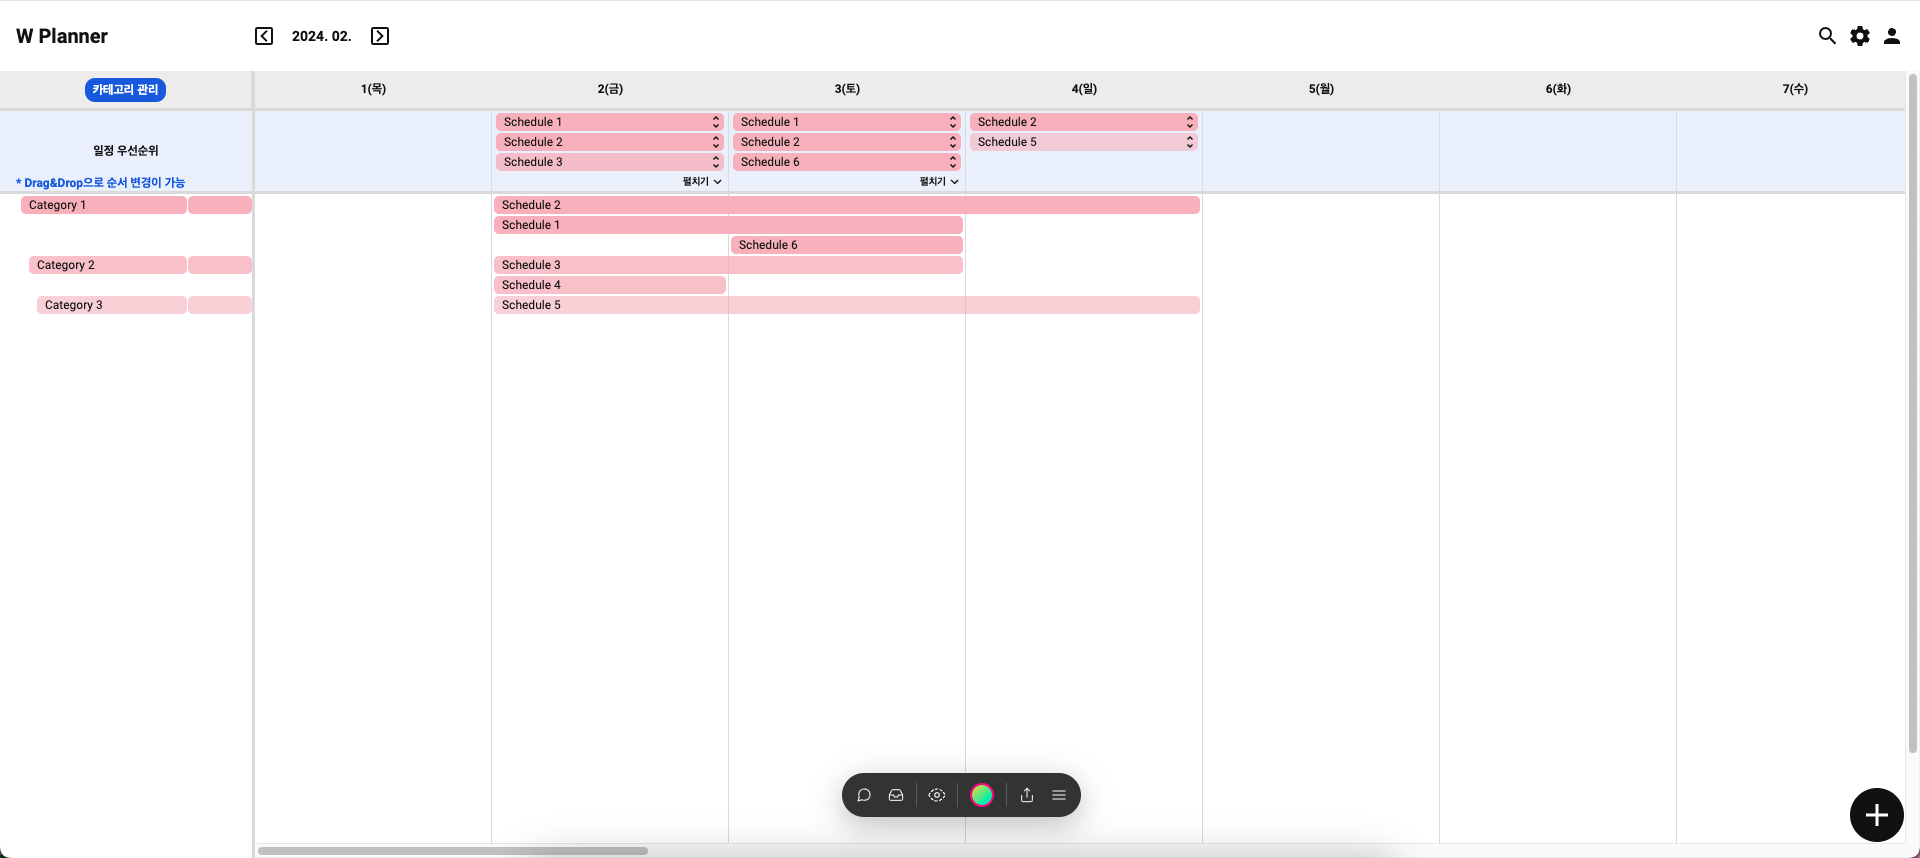 W Planner
2024. 02.
카테고리 관리
1(목) 2(금) 3(토) 4(일) 5(월) 6(화) 7(수)
일정 우선순위
* Drag&Drop으로 순서 변경이 가능
Schedule 1 Schedule 1 Schedule 2
Schedule 2 Schedule 2 Schedule 5
Schedule 3 Schedule 6
펼치기 펼치기
Category 1 Schedule 2
Schedule 1
Schedule 6
Category 2 Schedule 3
Schedule 4
Category 3 Schedule 5